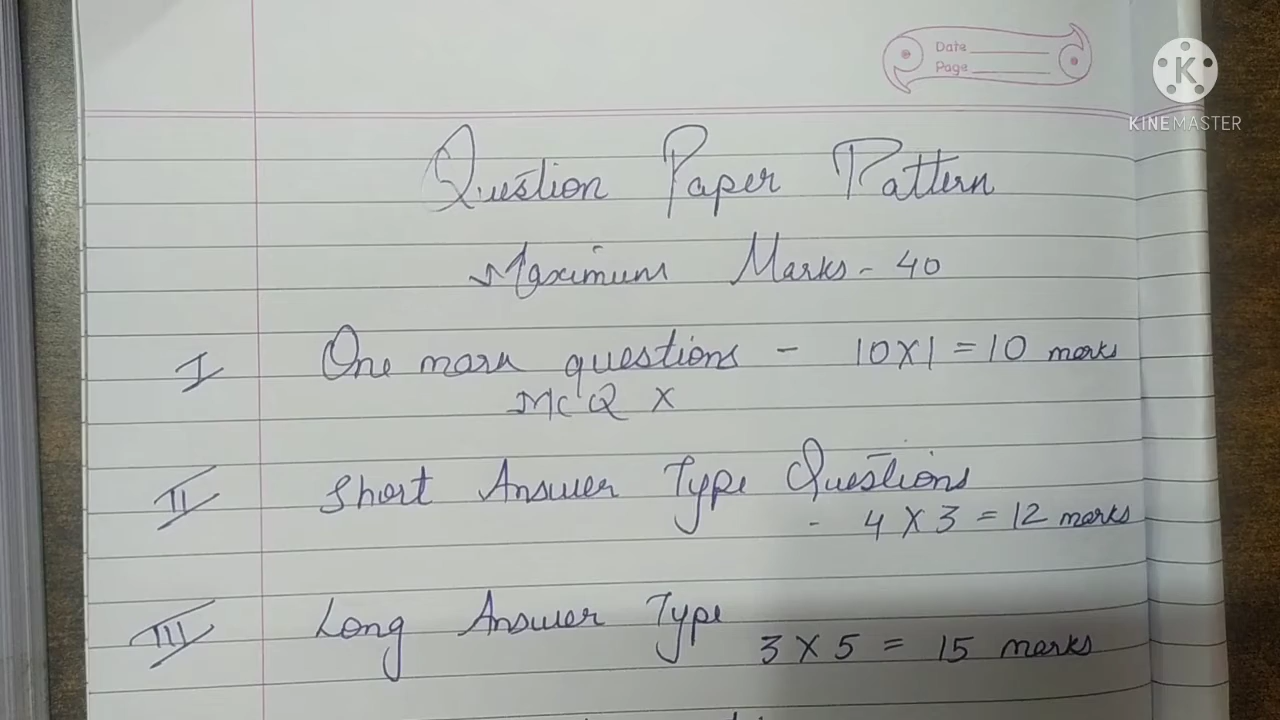 Date
Page
K
KINEMASTER
Question Paper Pattern
Maximum Marks - 40
I One mark questions - 10 X 1 = 10 marks
MCQ X
II Short Answer Type Questions
- 4 X 3 = 12 marks
III Long Answer Type
3 X 5 = 15 marks